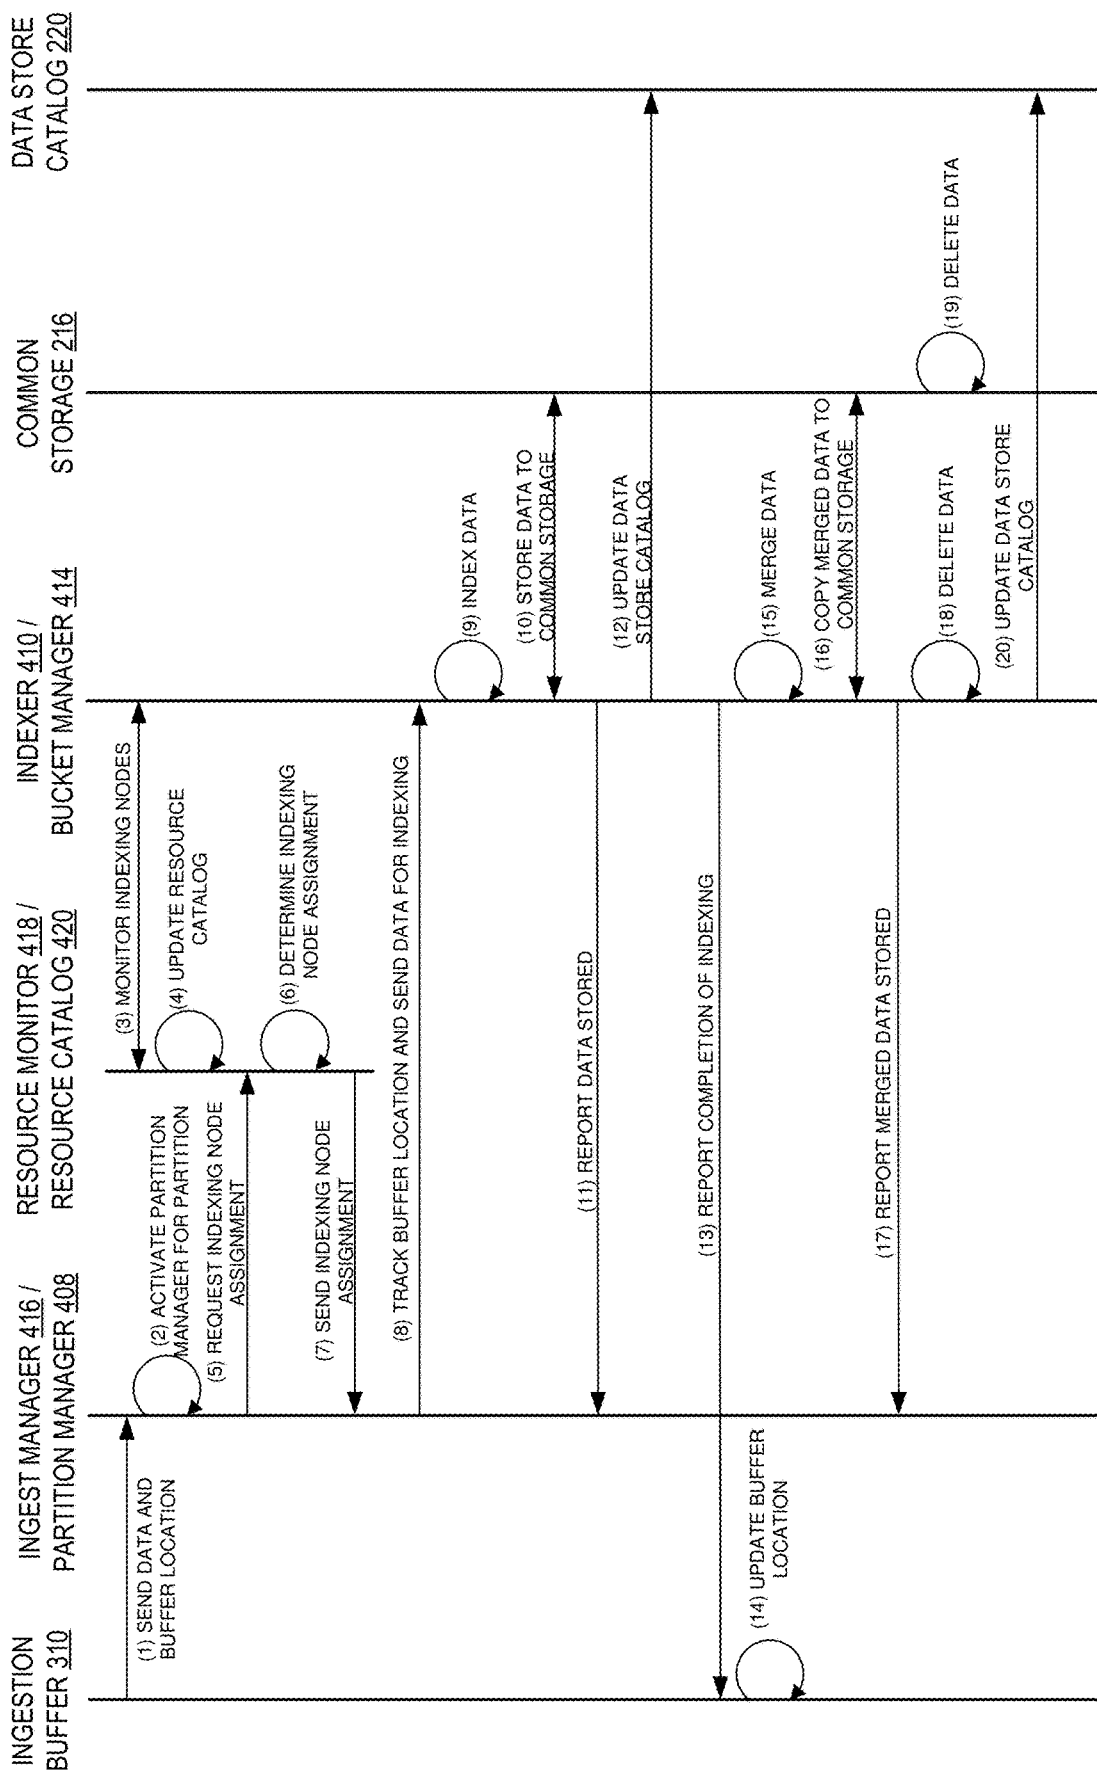 INGESTION
BUFFER 310
INGEST MANAGER 416 /
PARTITION MANAGER 408
RESOURCE MONITOR 418 /
RESOURCE CATALOG 420
INDEXER 410 /
BUCKET MANAGER 414
COMMON
STORAGE 216
DATA STORE
CATALOG 220
(1) SEND DATA AND
BUFFER LOCATION
(2) ACTIVATE PARTITION
MANAGER FOR PARTITION
(3) MONITOR INDEXING NODES
(4) UPDATE RESOURCE
CATALOG
(5) REQUEST INDEXING NODE
ASSIGNMENT
(6) DETERMINE INDEXING
NODE ASSIGNMENT
(7) SEND INDEXING NODE
ASSIGNMENT
(8) TRACK BUFFER LOCATION AND SEND DATA FOR INDEXING
(9) INDEX DATA
(10) STORE DATA TO
COMMON STORAGE
(11) REPORT DATA STORED
(12) UPDATE DATA
STORE CATALOG
(13) REPORT COMPLETION OF INDEXING
(14) UPDATE BUFFER
LOCATION
(15) MERGE DATA
(16) COPY MERGED DATA TO
COMMON STORAGE
(17) REPORT MERGED DATA STORED
(18) DELETE DATA
(19) DELETE DATA
(20) UPDATE DATA STORE
CATALOG